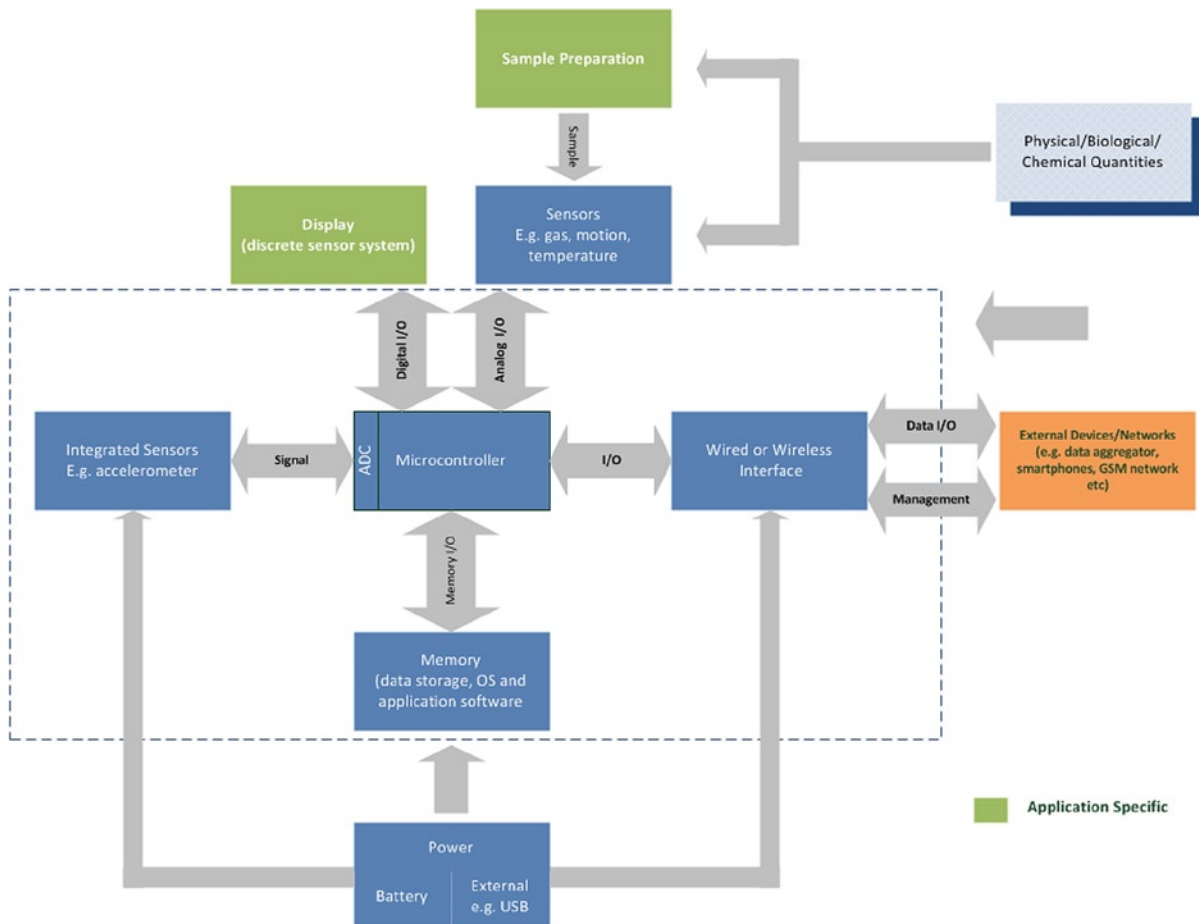 Sample Preparation
Sample
Physical/Biological/
Chemical Quantities
Display
(discrete sensor system)
Sensors
E.g. gas, motion,
temperature
Digital I/O
Analog I/O
Integrated Sensors
E.g. accelerometer
Signal
ADC
Microcontroller
I/O
Wired or Wireless
Interface
Data I/O
Management
External Devices/Networks
(e.g. data aggregator,
smartphones, GSM network
etc)
Memory I/O
Memory
(data storage, OS and
application software
Application Specific
Power
Battery
External
e.g. USB